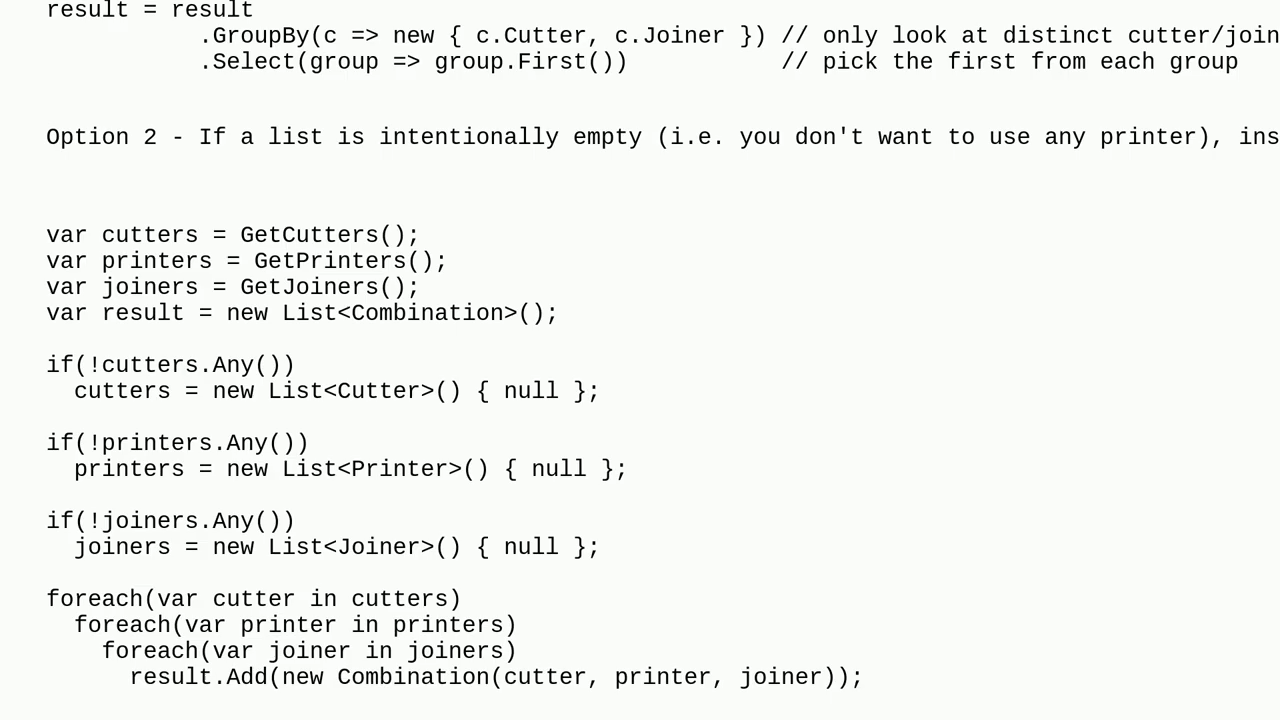 result = result
           .GroupBy(c => new { c.Cutter, c.Joiner }) // only look at distinct cutter/join
           .Select(group => group.First())           // pick the first from each group
Option 2 - If a list is intentionally empty (i.e. you don't want to use any printer), ins
var cutters = GetCutters();
var printers = GetPrinters();
var joiners = GetJoiners();
var result = new List<Combination>();
if(!cutters.Any())
  cutters = new List<Cutter>() { null };
if(!printers.Any())
  printers = new List<Printer>() { null };
if(!joiners.Any())
  joiners = new List<Joiner>() { null };
foreach(var cutter in cutters)
  foreach(var printer in printers)
    foreach(var joiner in joiners)
      result.Add(new Combination(cutter, printer, joiner));